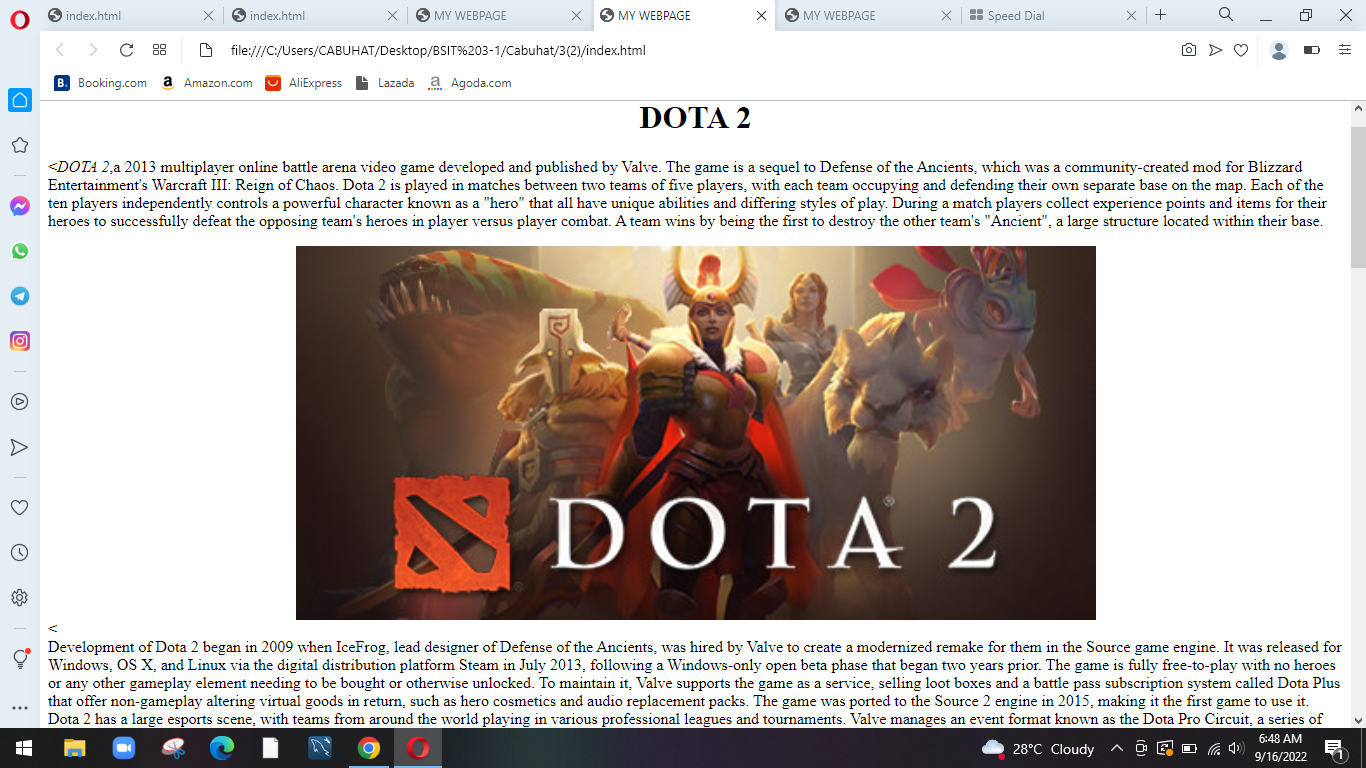 index.html
index.html
MY WEBPAGE
MY WEBPAGE
MY WEBPAGE
Speed Dial
file:///C:/Users/CABUHAT/Desktop/BSIT%203-1/Cabuhat/3(2)/index.html
B. Booking.com
a Amazon.com
AliExpress
Lazada
a Agoda.com
DOTA 2
<DOTA 2,a 2013 multiplayer online battle arena video game developed and published by Valve. The game is a sequel to Defense of the Ancients, which was a community-created mod for Blizzard
Entertainment's Warcraft III: Reign of Chaos. Dota 2 is played in matches between two teams of five players, with each team occupying and defending their own separate base on the map. Each of the
ten players independently controls a powerful character known as a "hero" that all have unique abilities and differing styles of play. During a match players collect experience points and items for their
heroes to successfully defeat the opposing team's heroes in player versus player combat. A team wins by being the first to destroy the other team's "Ancient", a large structure located within their base.
DOTA® 2
<
Development of Dota 2 began in 2009 when IceFrog, lead designer of Defense of the Ancients, was hired by Valve to create a modernized remake for them in the Source game engine. It was released for
Windows, OS X, and Linux via the digital distribution platform Steam in July 2013, following a Windows-only open beta phase that began two years prior. The game is fully free-to-play with no heroes
or any other gameplay element needing to be bought or otherwise unlocked. To maintain it, Valve supports the game as a service, selling loot boxes and a battle pass subscription system called Dota Plus
that offer non-gameplay altering virtual goods in return, such as hero cosmetics and audio replacement packs. The game was ported to the Source 2 engine in 2015, making it the first game to use it.
Dota 2 has a large esports scene, with teams from around the world playing in various professional leagues and tournaments. Valve manages an event format known as the Dota Pro Circuit, a series of
28°C Cloudy
6:48 AM
9/16/2022
1